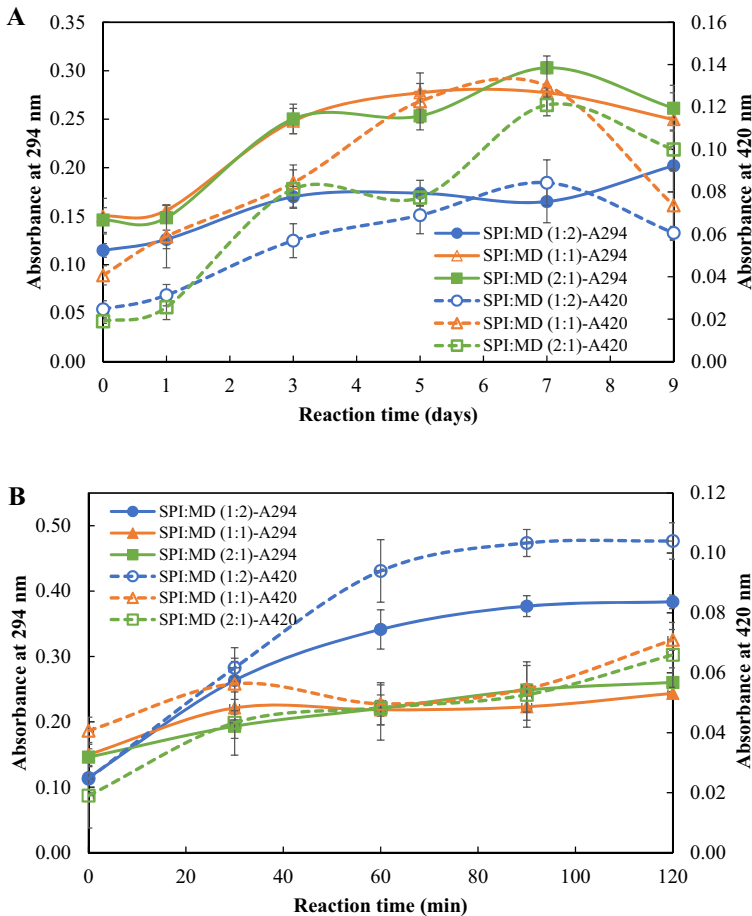 A
0.35
0.30
0.25
0.20
0.15
0.10
0.05
0.00
Absorbance at 294 nm
0.16
0.14
0.12
0.10
0.08
0.06
0.04
0.02
0.00
Absorbance at 420 nm
SPI:MD (1:2)-A294
SPI:MD (1:1)-A294
SPI:MD (2:1)-A294
SPI:MD (1:2)-A420
SPI:MD (1:1)-A420
SPI:MD (2:1)-A420
0 1 2 3 4 5 6 7 8 9
Reaction time (days)
B
0.50
0.40
0.30
0.20
0.10
0.00
Absorbance at 294 nm
0.12
0.10
0.08
0.06
0.04
0.02
0.00
Absorbance at 420 nm
SPI:MD (1:2)-A294
SPI:MD (1:1)-A294
SPI:MD (2:1)-A294
SPI:MD (1:2)-A420
SPI:MD (1:1)-A420
SPI:MD (2:1)-A420
0 20 40 60 80 100 120
Reaction time (min)